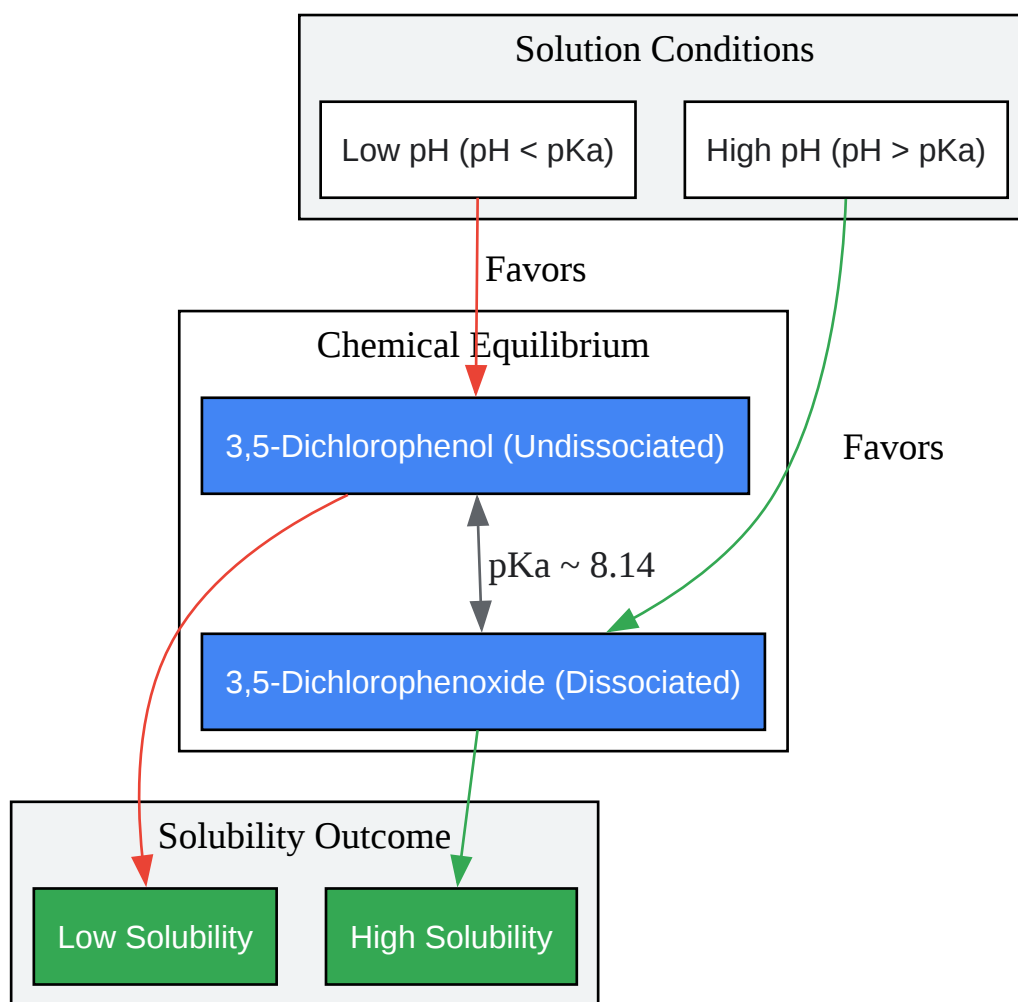 Solution Conditions
Low pH (pH < pKa)
High pH (pH > pKa)
Favors
Chemical Equilibrium
3,5-Dichlorophenol (Undissociated)
Favors
pKa ~ 8.14
3,5-Dichlorophenoxide (Dissociated)
Solubility Outcome
Low Solubility
High Solubility